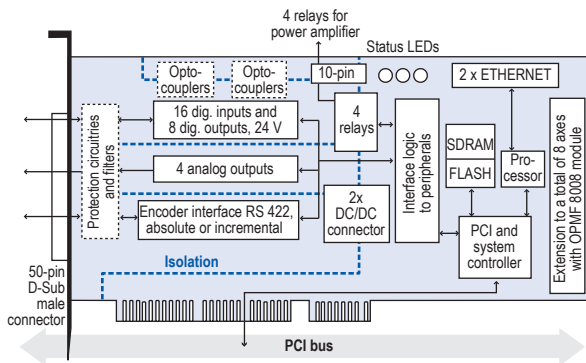 4 relays for
power amplifier
Status LEDs
Opto-
couplers
Opto-
couplers
10-pin
2 x ETHERNET
16 dig. inputs and
8 dig. outputs, 24 V
4
relays
Protection circuitries
and filters
4 analog outputs
Encoder interface RS 422,
absolute or incremental
2x
DC/DC
connector
Interface logic
to peripherals
SDRAM
FLASH
Pro-
cessor
PCI and
system
controller
Extension to a total of 8 axes
with OPMF 8008 module
Isolation
50-pin
D-Sub
male
connector
PCI bus